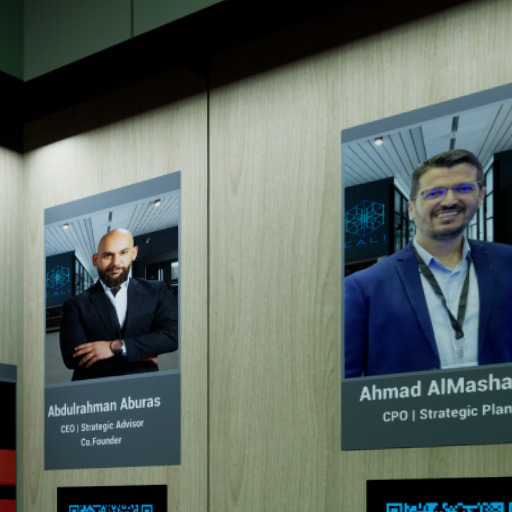 Abdulrahman Aburas
CEO | Strategic Advisor
Co.Founder
CALI
Ahmad AlMasha
CPO | Strategic Plan